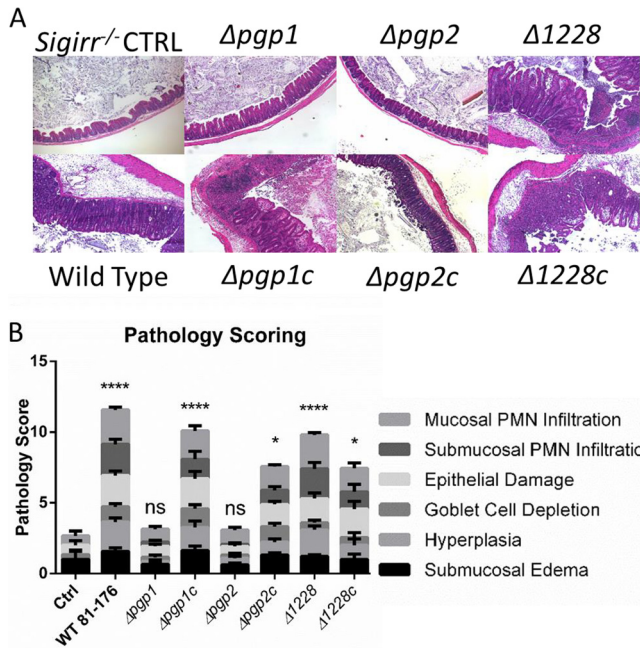 A
Sigirr-/- CTRL Δpgp1 Δpgp2 Δ1228
Wild Type Δpgp1c Δpgp2c Δ1228c
B
Pathology Scoring
15
10
5
0
Pathology Score
**** ns **** ns * **** *
Ctrl WT 81-176 Δpgp1 Δpgp1c Δpgp2 Δpgp2c Δ1228 Δ1228c
Mucosal PMN Infiltration
Submucosal PMN Infiltratio
Epithelial Damage
Goblet Cell Depletion
Hyperplasia
Submucosal Edema